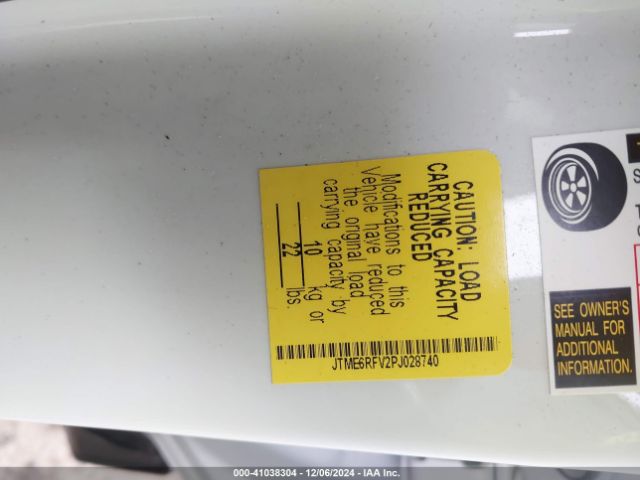 CAUTION: LOAD
CARRYING CAPACITY
REDUCED
Modifications to this
Vehicle have reduced
the original load
carrying capacity by
10 kg or
22 lbs.
JTME6RFV2PJ028740
SEE OWNER'S
MANUAL FOR
ADDITIONAL
INFORMATION.
000-41038304 | 12/06/2024 - IAA Inc.